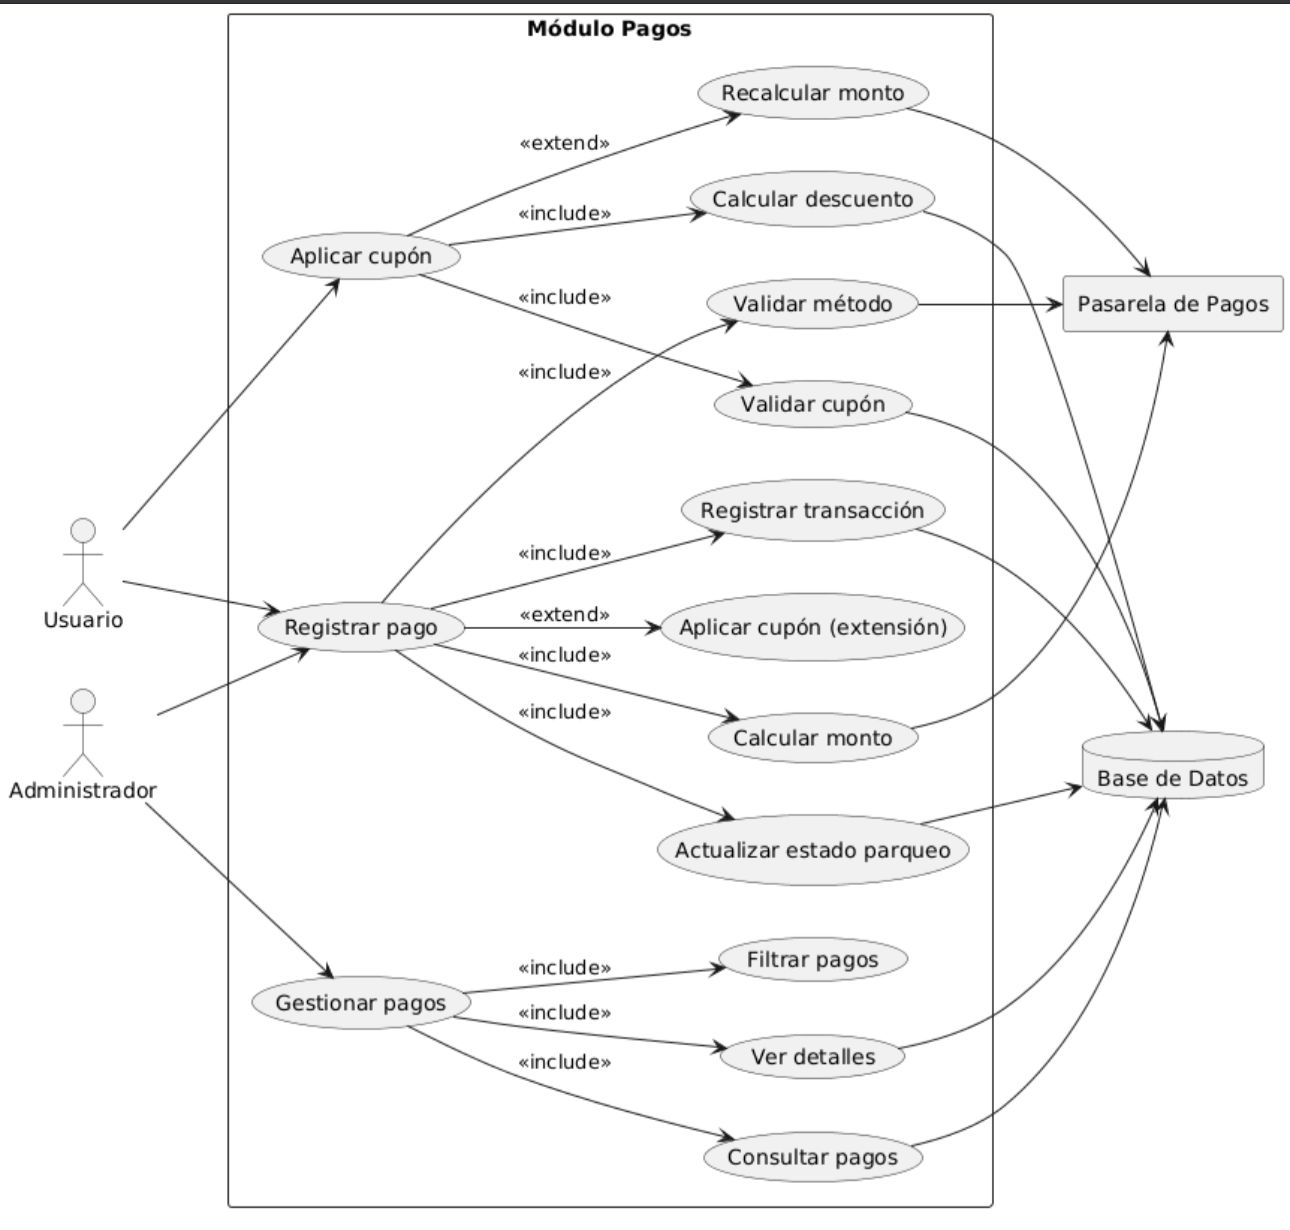 Módulo Pagos
Recalcular monto
«extend»
Calcular descuento
«include»
Aplicar cupón
«include»
Validar método
Pasarela de Pagos
«include»
Validar cupón
Registrar transacción
«include»
Usuario
«extend»
Registrar pago
Aplicar cupón (extensión)
«include»
«include»
Calcular monto
Administrador
Base de Datos
Actualizar estado parqueo
Filtrar pagos
«include»
Gestionar pagos
«include»
Ver detalles
«include»
Consultar pagos